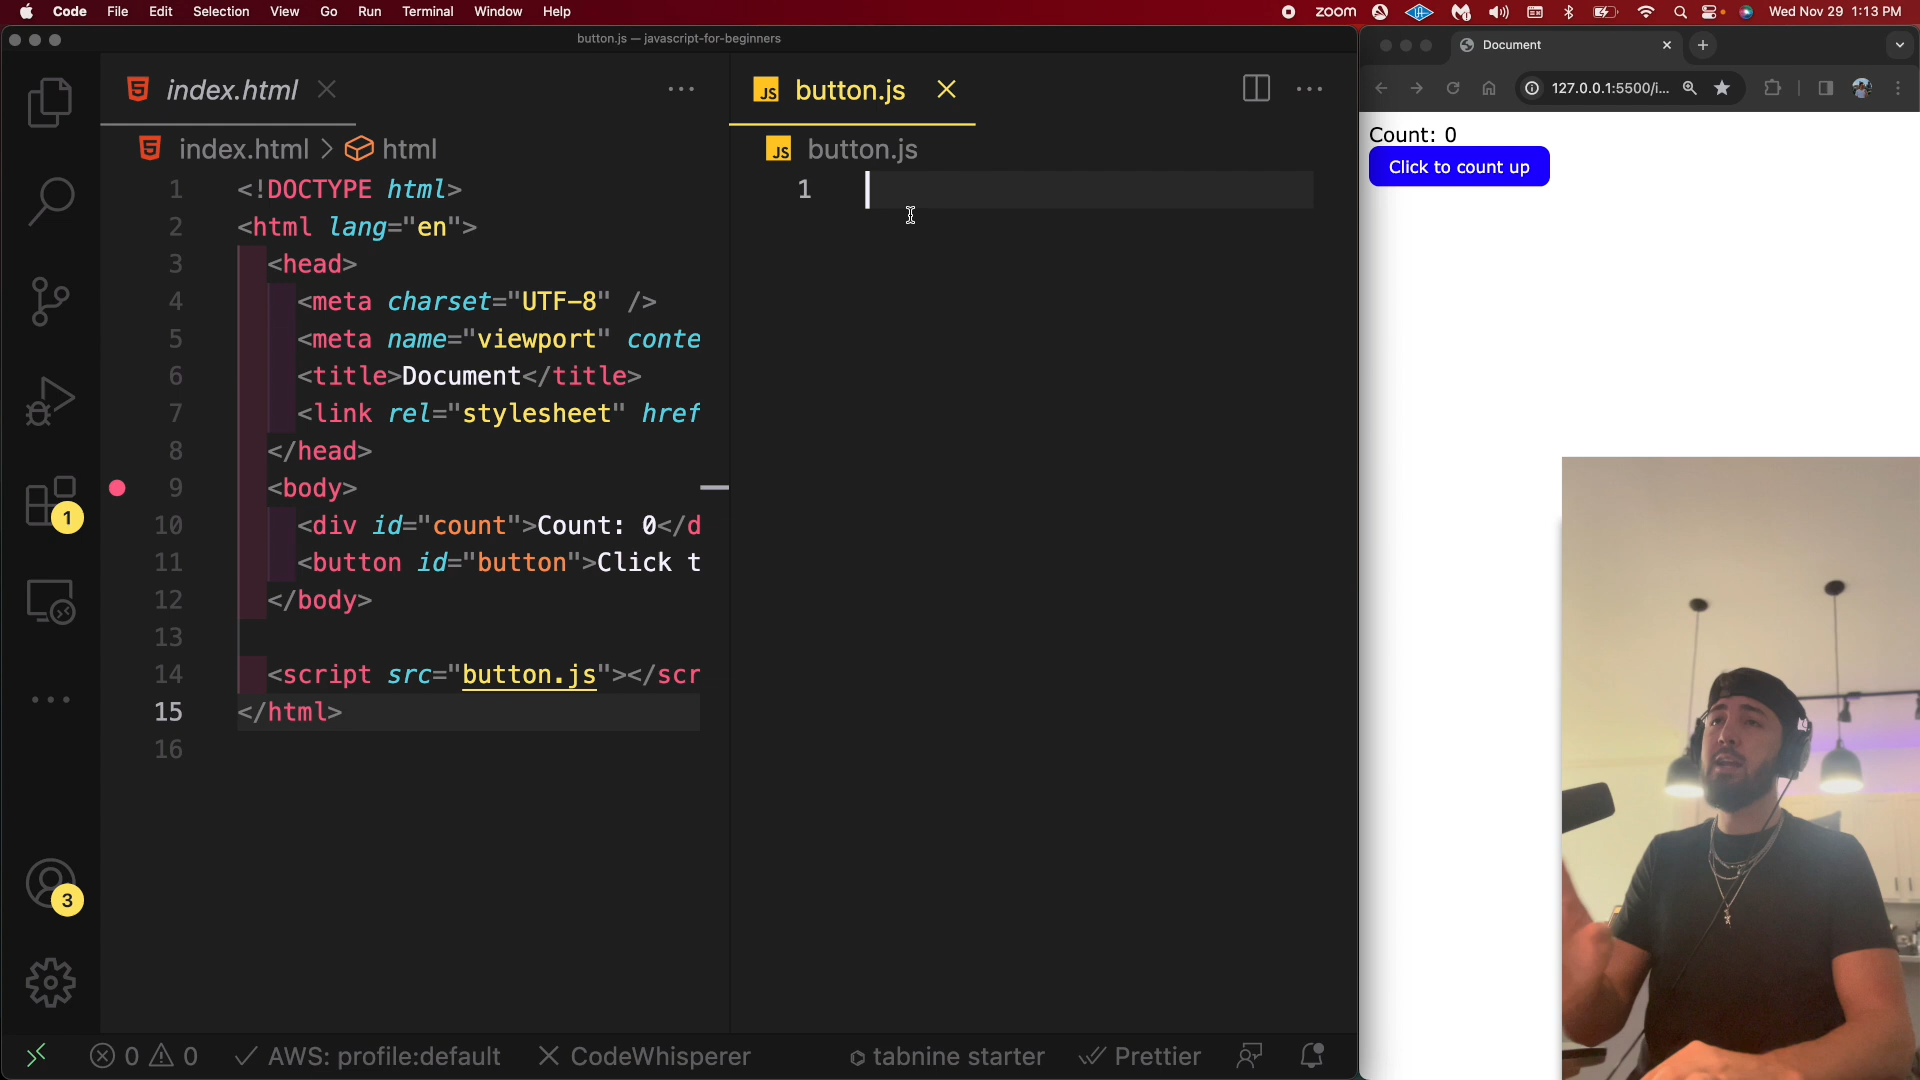 Code File Edit Selection View Go Run Terminal Window Help zoom Wed Nov 29 1:13 PM
button.js — javascript-for-beginners
Document
index.html
button.js
127.0.0.1:5500/i...
index.html > html
button.js
1 <!DOCTYPE html>
2 <html lang="en">
3 <head>
4 <meta charset="UTF-8" />
5 <meta name="viewport" conte
6 <title>Document</title>
7 <link rel="stylesheet" href
8 </head>
9 <body>
10 <div id="count">Count: 0</d
11 <button id="button">Click t
12 </body>
13
14 <script src="button.js"></scr
15 </html>
16
1
Count: 0
Click to count up
1
3
0 0 AWS: profile:default CodeWhisperer tabnine starter Prettier